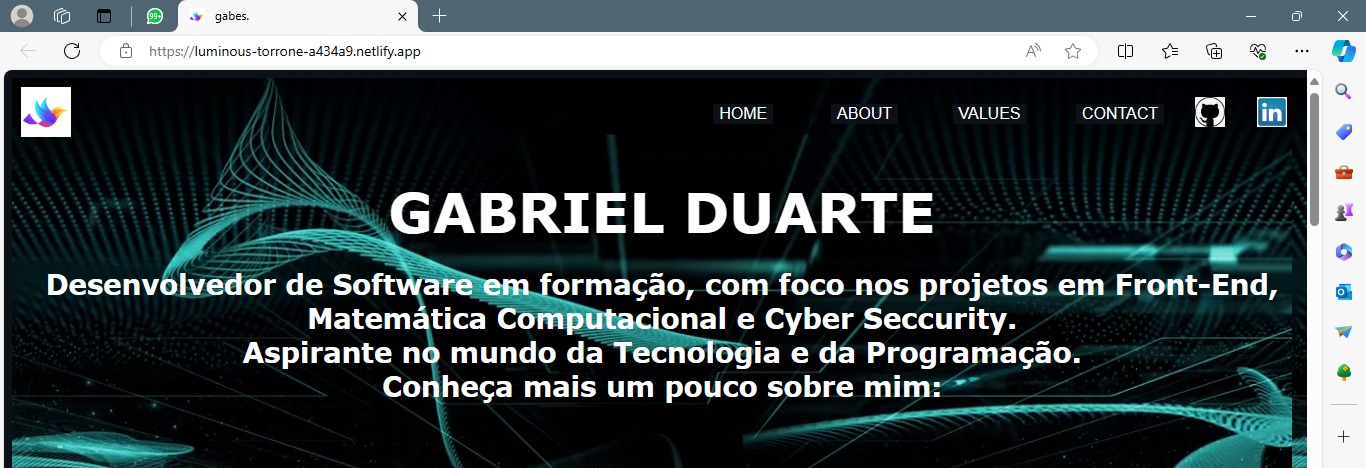 99+
gabes.
https://luminous-torrone-a434a9.netlify.app
HOME ABOUT VALUES CONTACT in
GABRIEL DUARTE
Desenvolvedor de Software em formação, com foco nos projetos em Front-End,
Matemática Computacional e Cyber Seccurity.
Aspirante no mundo da Tecnologia e da Programação.
Conheça mais um pouco sobre mim: